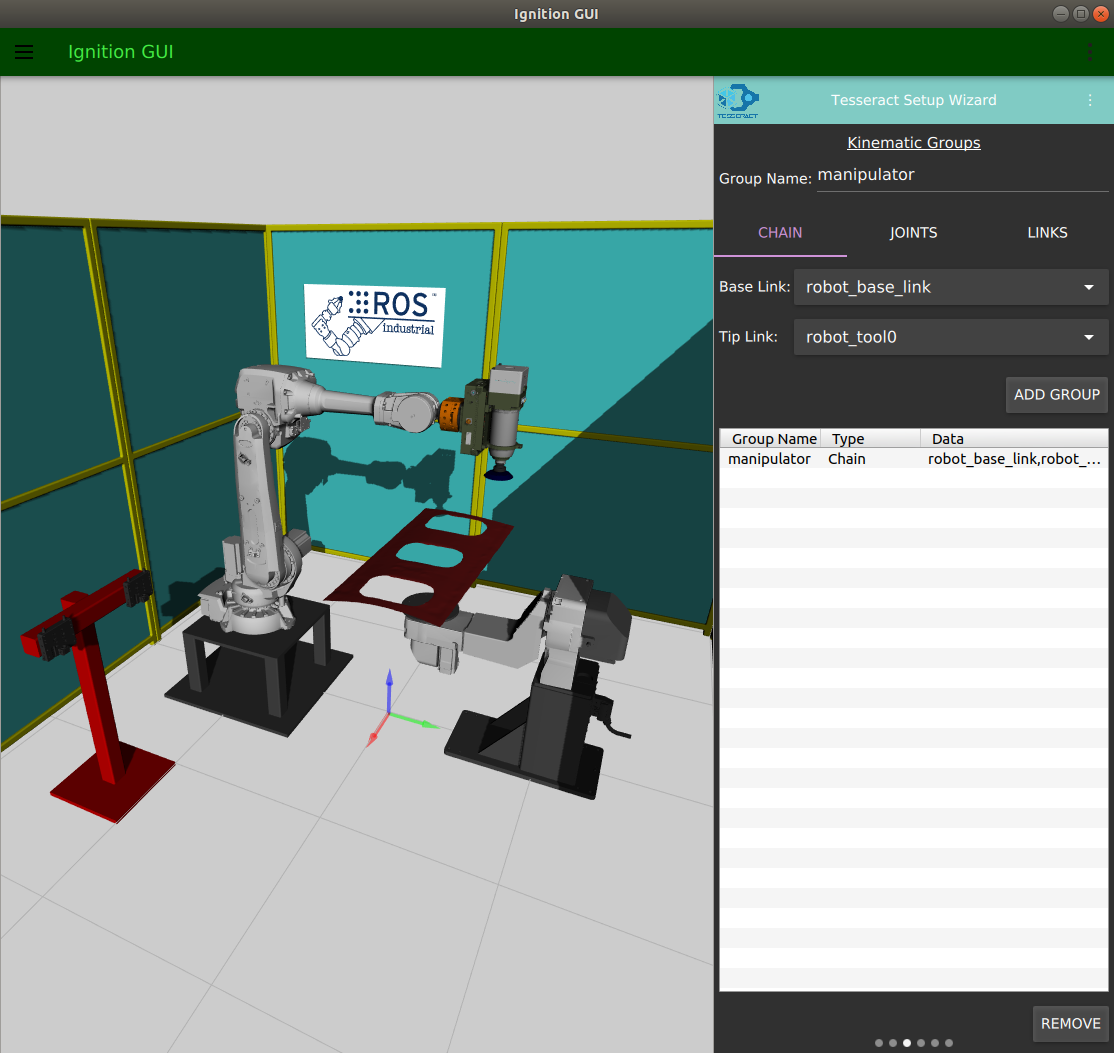 Ignition GUI
Ignition GUI
Tesseract Setup Wizard
TESSERACT
Kinematic Groups
Group Name: manipulator
CHAIN JOINTS LINKS
Base Link: robot_base_link
Tip Link: robot_tool0
ADD GROUP
Group Name Type Data
manipulator Chain robot_base_link,robot_...
REMOVE
ROS
industrial